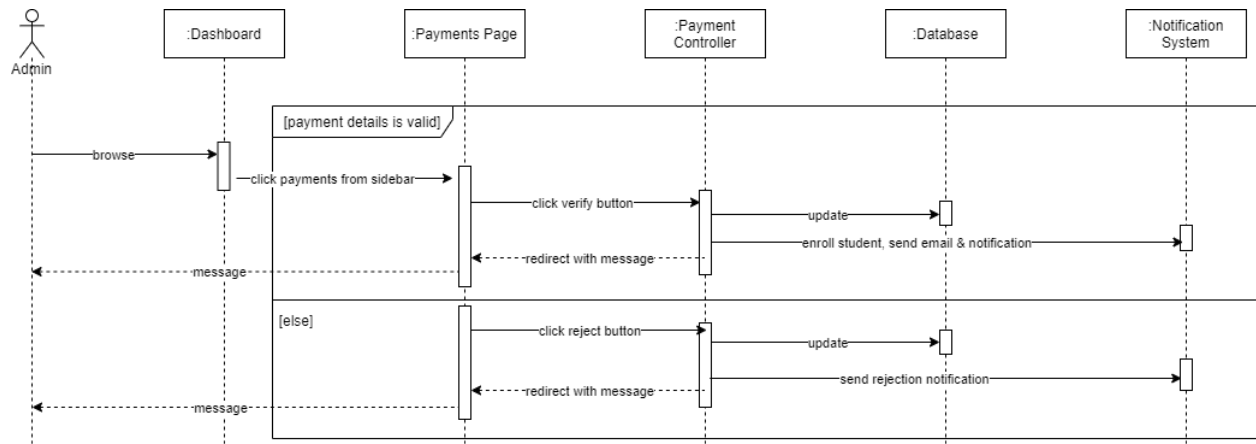 :Dashboard
:Payments Page
:Payment
Controller
:Database
:Notification
System
Admin
[payment details is valid]
browse
click payments from sidebar
click verify button
update
enroll student, send email & notification
redirect with message
message
[else]
click reject button
update
send rejection notification
redirect with message
message